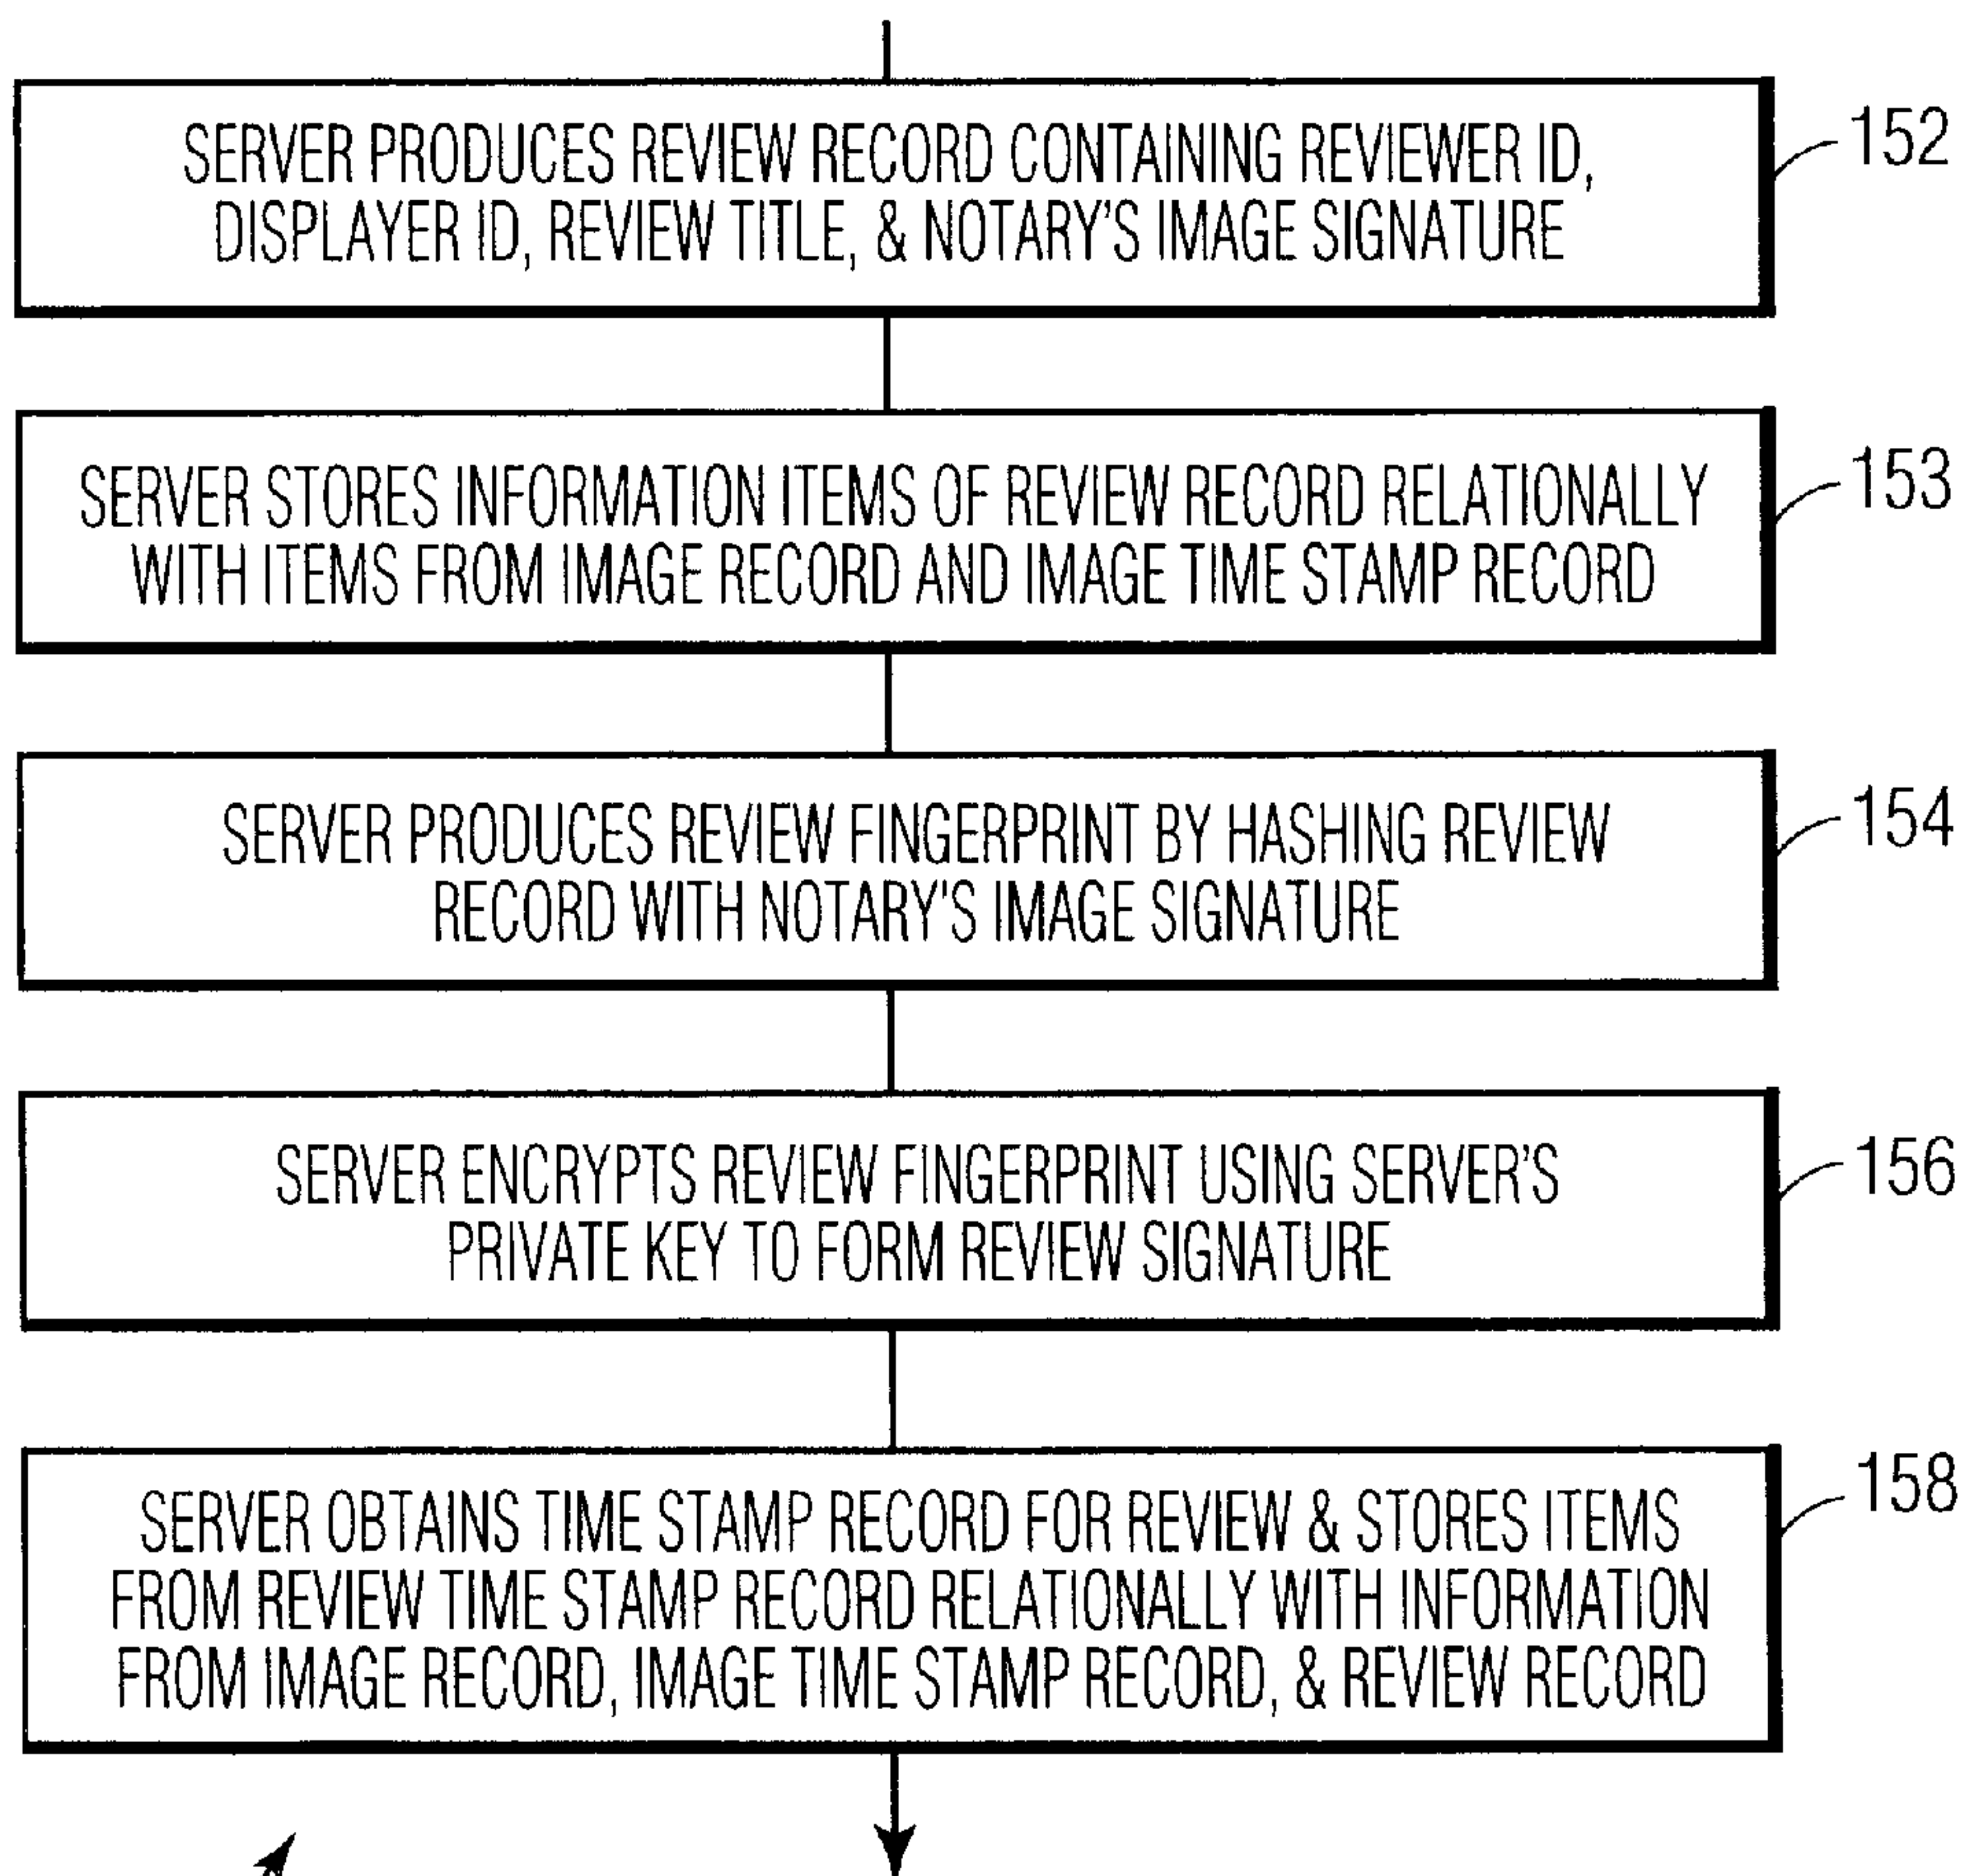 SERVER PRODUCES REVIEW RECORD CONTAINING REVIEWER ID,
DISPLAYER ID, REVIEW TITLE, & NOTARY'S IMAGE SIGNATURE
152
SERVER STORES INFORMATION ITEMS OF REVIEW RECORD RELATIONALLY
WITH ITEMS FROM IMAGE RECORD AND IMAGE TIME STAMP RECORD
153
SERVER PRODUCES REVIEW FINGERPRINT BY HASHING REVIEW
RECORD WITH NOTARY'S IMAGE SIGNATURE
154
SERVER ENCRYPTS REVIEW FINGERPRINT USING SERVER'S
PRIVATE KEY TO FORM REVIEW SIGNATURE
156
SERVER OBTAINS TIME STAMP RECORD FOR REVIEW & STORES ITEMS
FROM REVIEW TIME STAMP RECORD RELATIONALLY WITH INFORMATION
FROM IMAGE RECORD, IMAGE TIME STAMP RECORD, & REVIEW RECORD
158